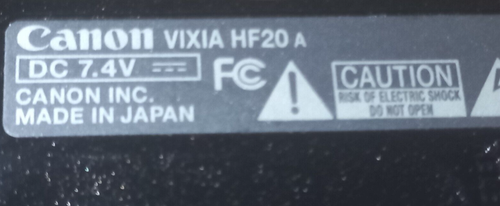 Canon VIXIA HF20 A
DC 7.4V
CANON INC.
MADE IN JAPAN
FC
CAUTION
RISK OF ELECTRIC SHOCK
DO NOT OPEN